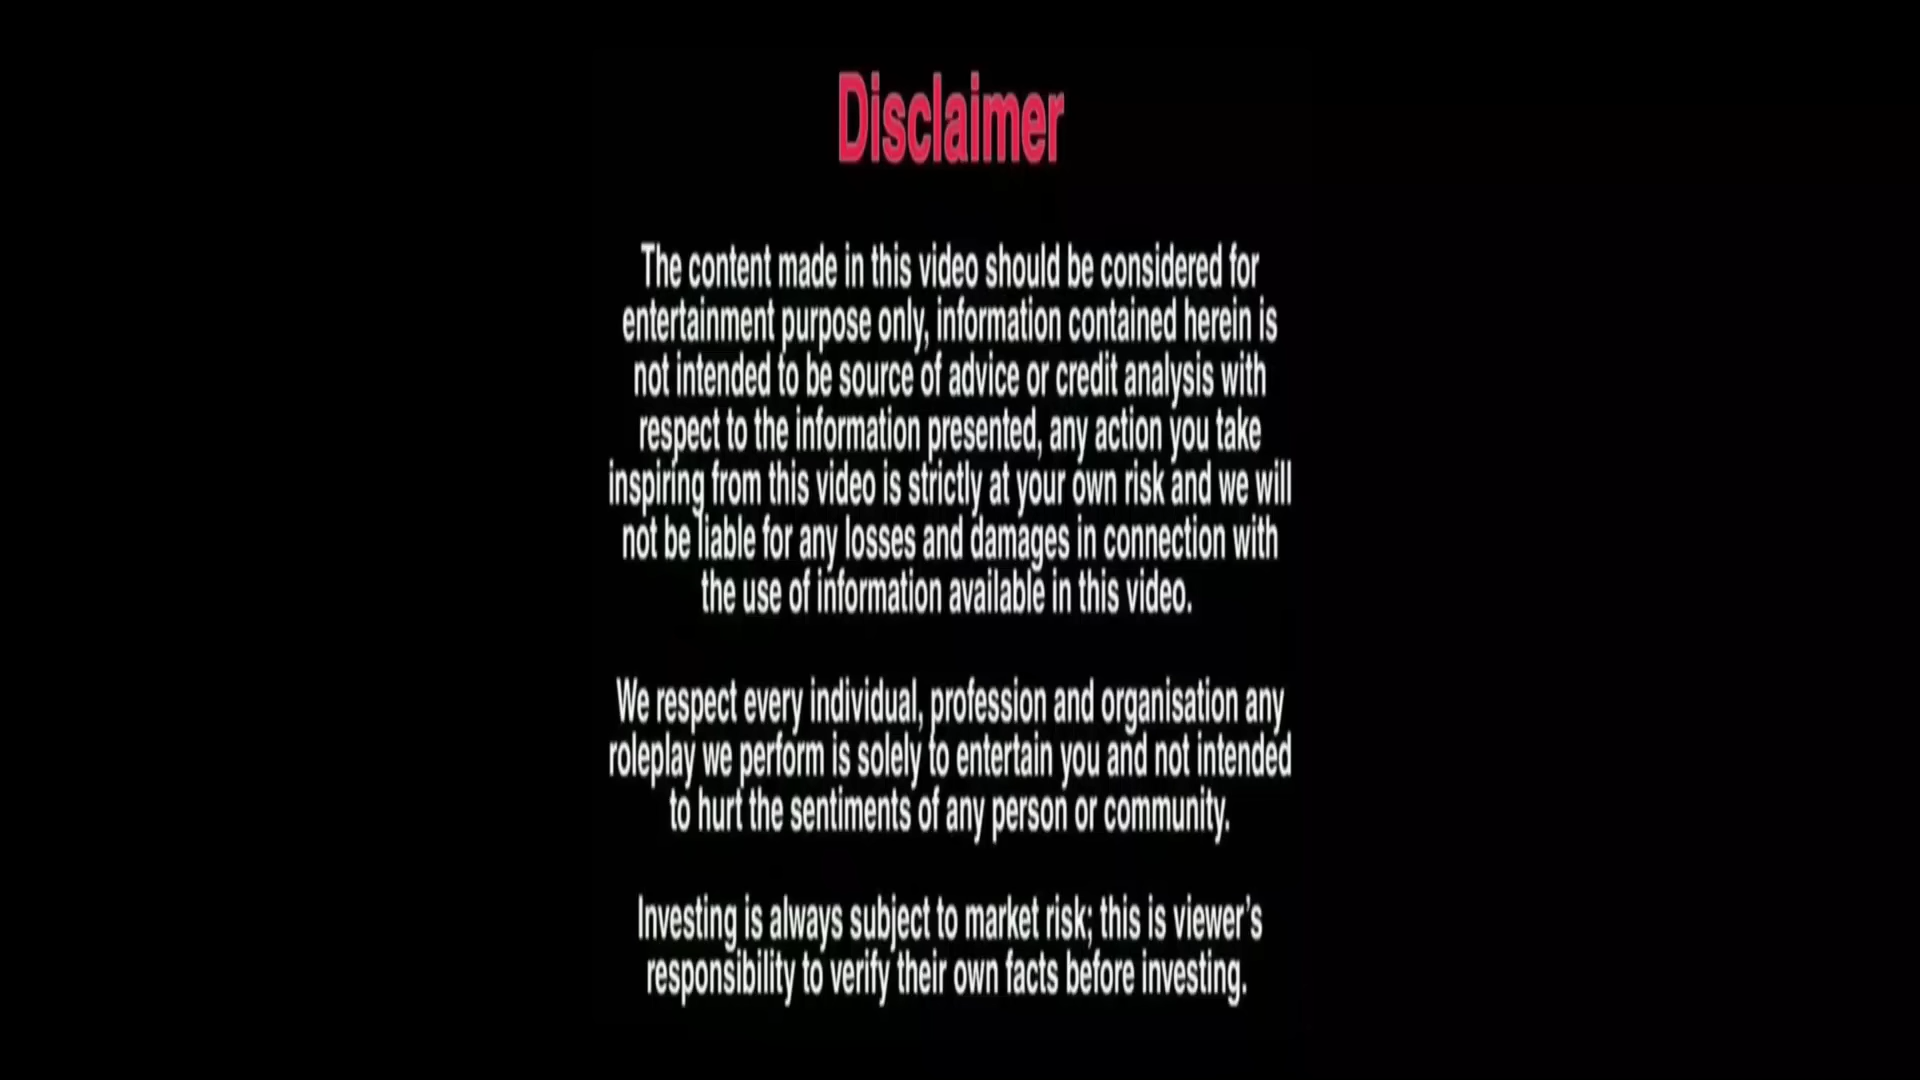 Disclaimer
The content made in this video should be considered for
entertainment purpose only, information contained herein is
not intended to be source of advice or credit analysis with
respect to the information presented, any action you take
inspiring from this video is strictly at your own risk and we will
not be liable for any losses and damages in connection with
the use of information available in this video.
We respect every individual, profession and organisation any
roleplay we perform is solely to entertain you and not intended
to hurt the sentiments of any person or community.
Investing is always subject to market risk; this is viewer’s
responsibility to verify their own facts before investing.